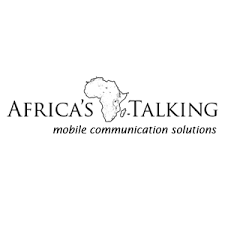 AFRICA'S TALKING
mobile communication solutions